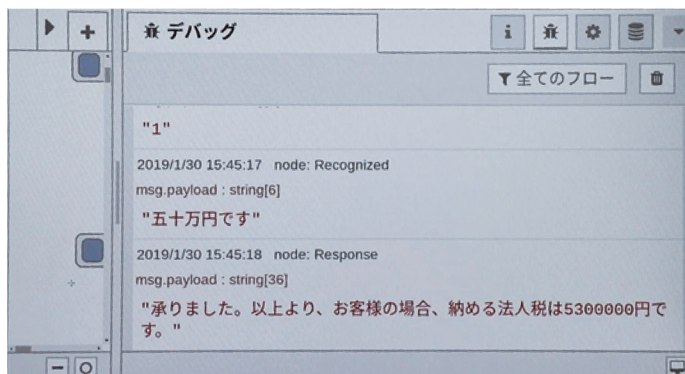 デバッグ
全てのフロー
"1"
2019/1/30 15:45:17 node: Recognized
msg.payload : string[6]
"五十万円です"
2019/1/30 15:45:18 node: Response
msg.payload : string[36]
"承りました。以上より、お客様の場合、納める法人税は5300000円で
す。"